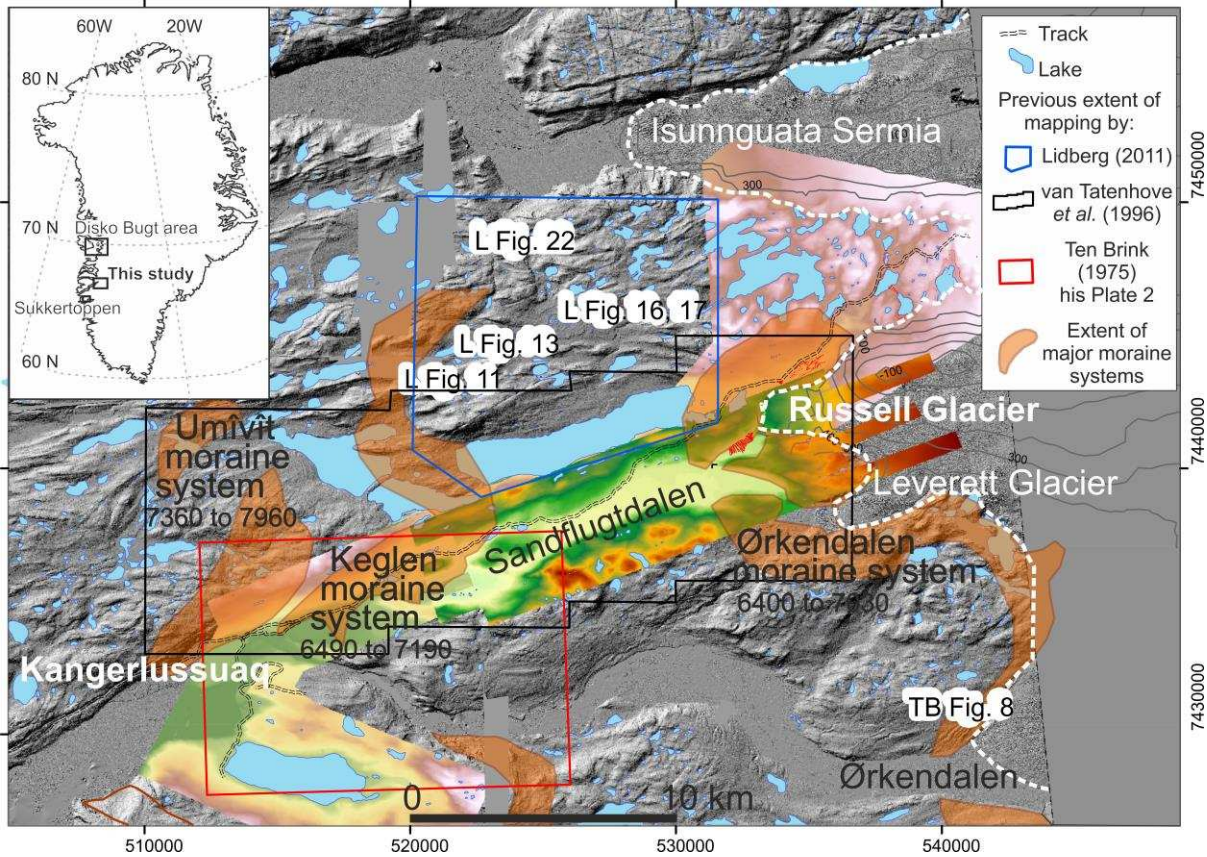 60W
20W
80 N
70 N
Disko Bugt area
This study
Sukkertoppen
60 N
Track
Lake
Previous extent of
mapping by:
Lidberg (2011)
van Tatenhove
et al. (1996)
Ten Brink
(1975)
his Plate 2
Extent of
major moraine
systems
Isunnguata Sermia
300
L Fig. 22
L Fig. 16, 17
L Fig. 13
L Fig. 11
-100
Russell Glacier
300
Leverett Glacier
Umîvît
moraine
system
7360 to 7960
Sandflugtdalen
Keglen
moraine
system
6490 to 7190
Ørkendalen
moraine system
Kangerlussuaq
TB Fig. 8
Ørkendalen
0
10 km
7450000
7440000
7430000
510000
520000
530000
540000